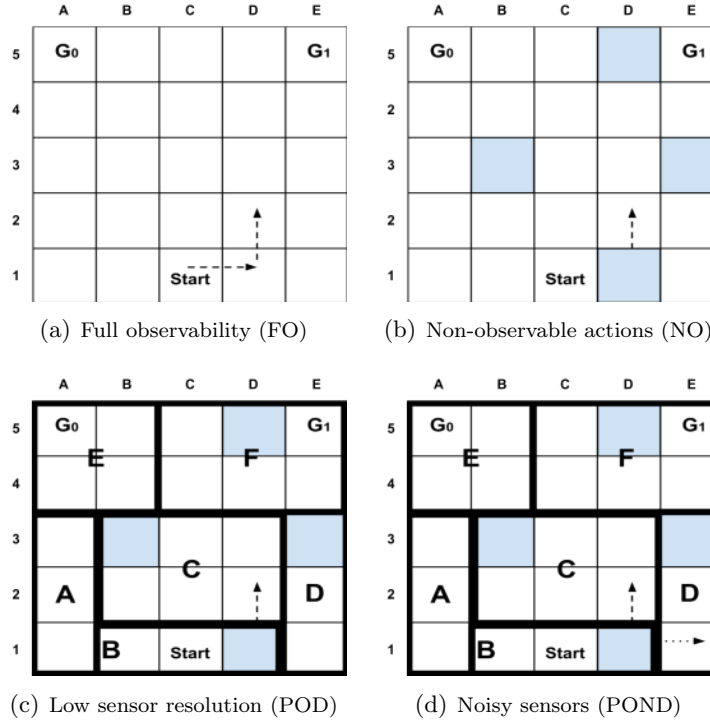 A B C D E
5 G₀ G₁
4
3
2
1 Start
(a) Full observability (FO)
A B C D E
5 G₀ G₁
2
3
2
1 Start
(b) Non-observable actions (NO)
A B C D E
5 G₀ G₁
E F
4
3
C
2 A D
1 B Start
(c) Low sensor resolution (POD)
A B C D E
5 G₀ G₁
E F
4
3
C
2 A D
1 B Start
(d) Noisy sensors (POND)